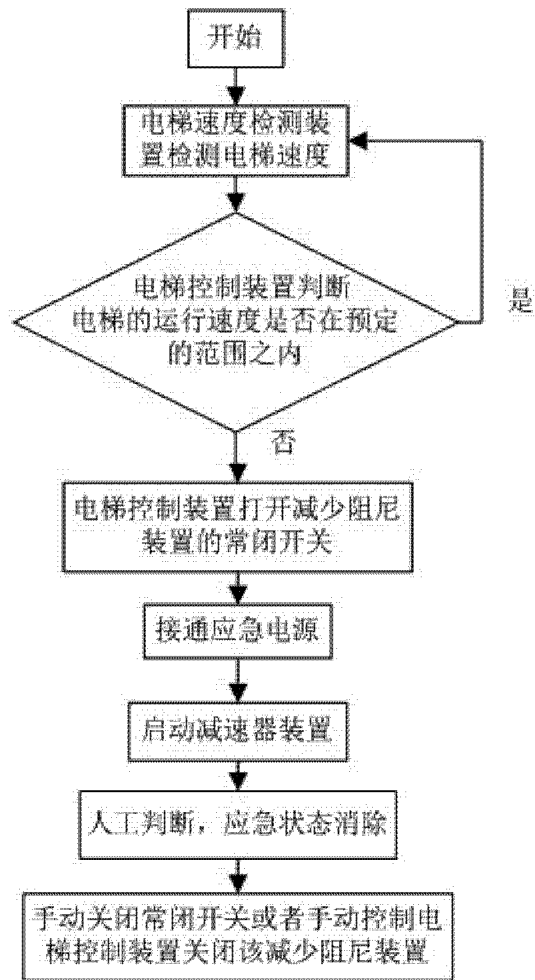 开始
电梯速度检测装
置检测电梯速度
电梯控制装置判断
电梯的运行速度是否在预定
的范围之内
是
否
电梯控制装置打开减少阻尼
装置的常闭开关
接通应急电源
启动减速器装置
人工判断，应急状态消除
手动关闭常闭开关或者手动控制电
梯控制装置关闭该减少阻尼装置